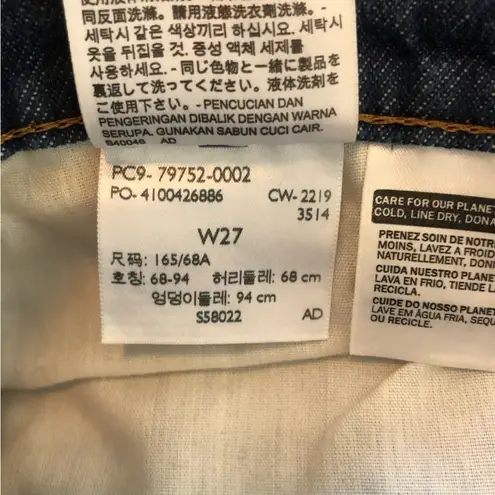 同反面洗滌。請用液態洗衣劑洗滌。-
세탁시 같은 색상끼리 하십시오. 세탁시
옷을 뒤집을 것. 중성 액체 세제를
사용하세요. - 同じ色物と一緒に製品を
裏返して洗ってください。液体洗剤を
ご使用下さい。- PENCUCIAN DAN
PENGERINGAN DIBALIK DENGAN WARNA
SERUPA. GUNAKAN SABUN CUCI CAIR.
S40046 AD
PC9- 79752-0002
PO- 4100426886 CW- 2219
3514
W27
尺码: 165/68A
호칭: 68-94 허리둘레: 68 cm
엉덩이둘레: 94 cm
S58022 AD
CARE FOR OUR PLANET
COLD, LINE DRY, DONA
PRENEZ SOIN DE NOTR
MOINS, LAVEZ A FROID
NATURELLEMENT, DONN
CUIDA NUESTRO PLANE
LAVA EN FRIO, TIENDE L
RECICLA.
CUIDE DO NOSSO PLANET
LAVE EM ÁGUA FRIA, SEQU
OU RECICLE.